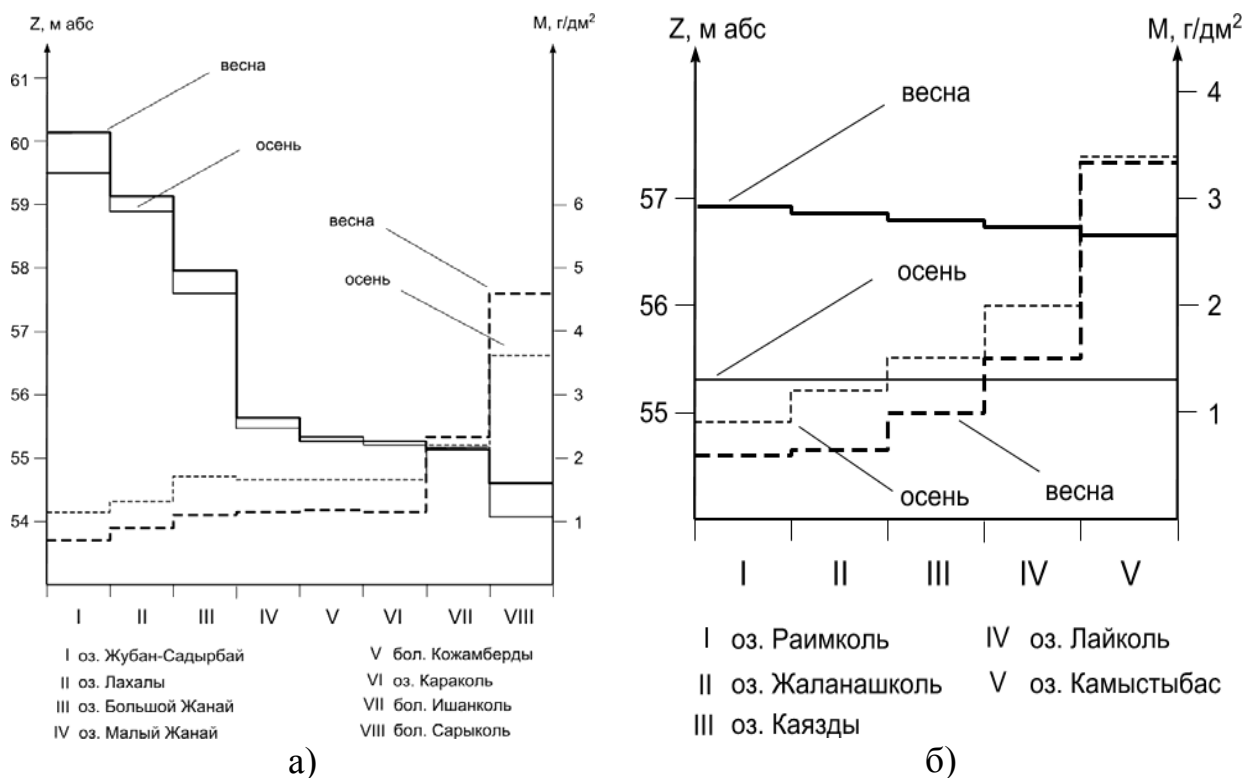 Z, м абс
М, г/дм²
61
60
59
58
57
56
55
54
6
5
4
3
2
1
весна
осень
весна
осень
I II III IV V VI VII VIII
I оз. Жубан-Садырбай
II оз. Лахалы
III оз. Большой Жанай
IV оз. Малый Жанай
V бол. Кожамберды
VI оз. Караколь
VII бол. Ишанколь
VIII бол. Сарыколь
а)
Z, м абс
М, г/дм²
57
56
55
4
3
2
1
весна
осень
осень
весна
I II III IV V
I оз. Раимколь
II оз. Жаланашколь
III оз. Каязды
IV оз. Лайколь
V оз. Камыстыбас
б)